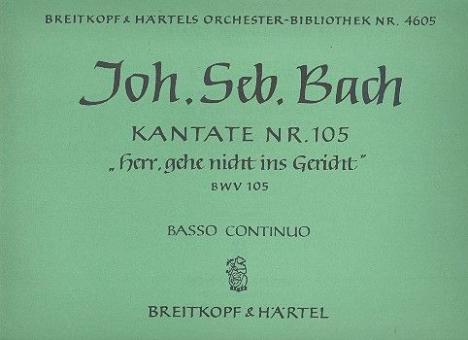 BREITKOPF & HÄRTELS ORCHESTER-BIBLIOTHEK NR. 4605
Joh. Seb. Bach
KANTATE NR. 105
„Herr, gehe nicht ins Gericht"
BWV 105
BASSO CONTINUO
BREITKOPF & HÄRTEL